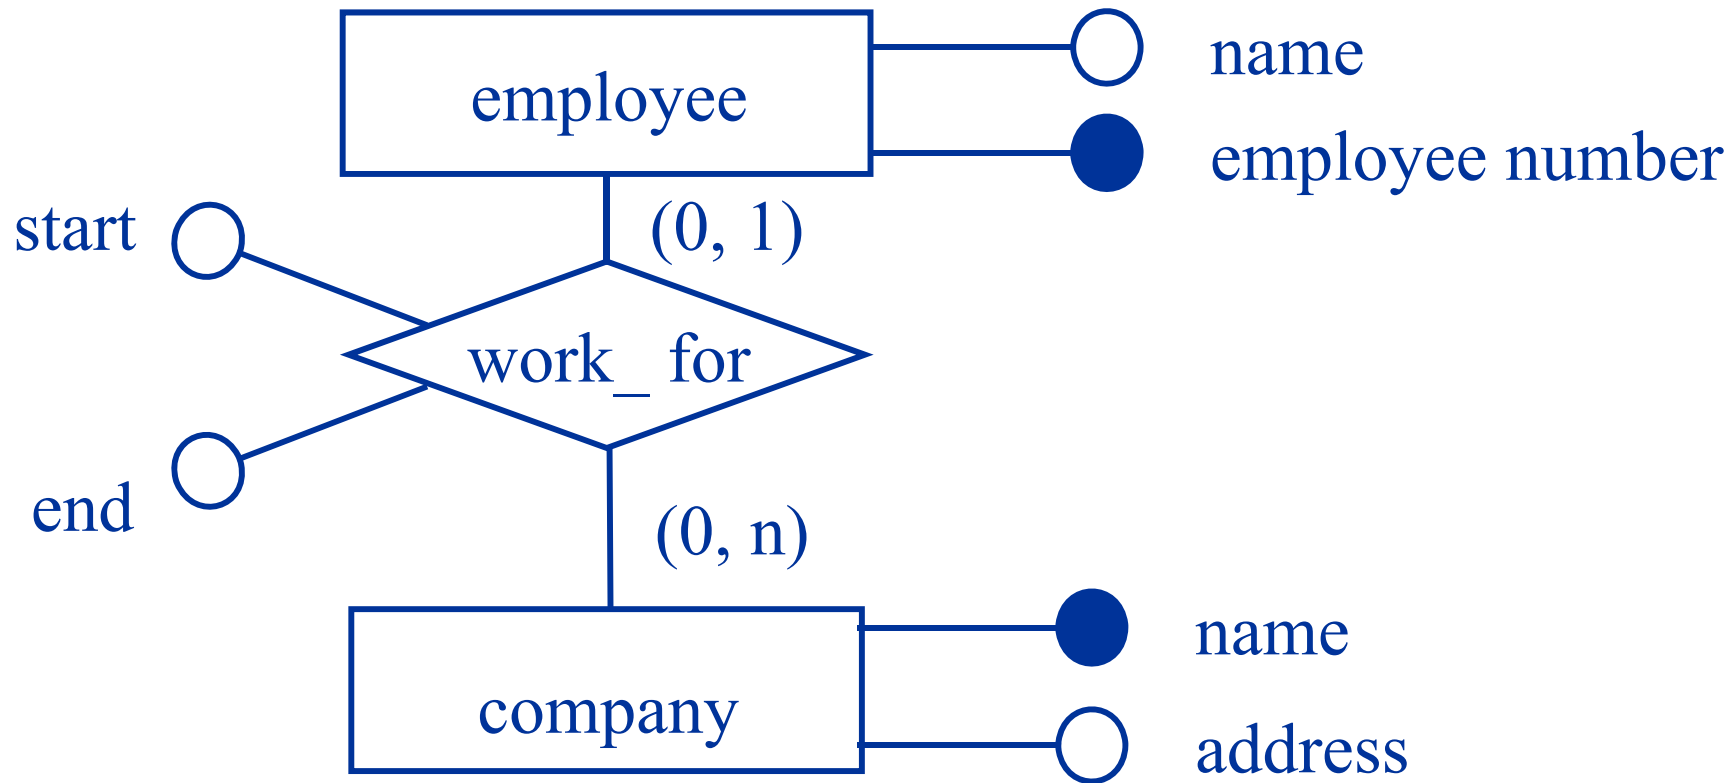 name
employee
employee number
start
(0, 1)
work_ for
end
(0, n)
name
company
address